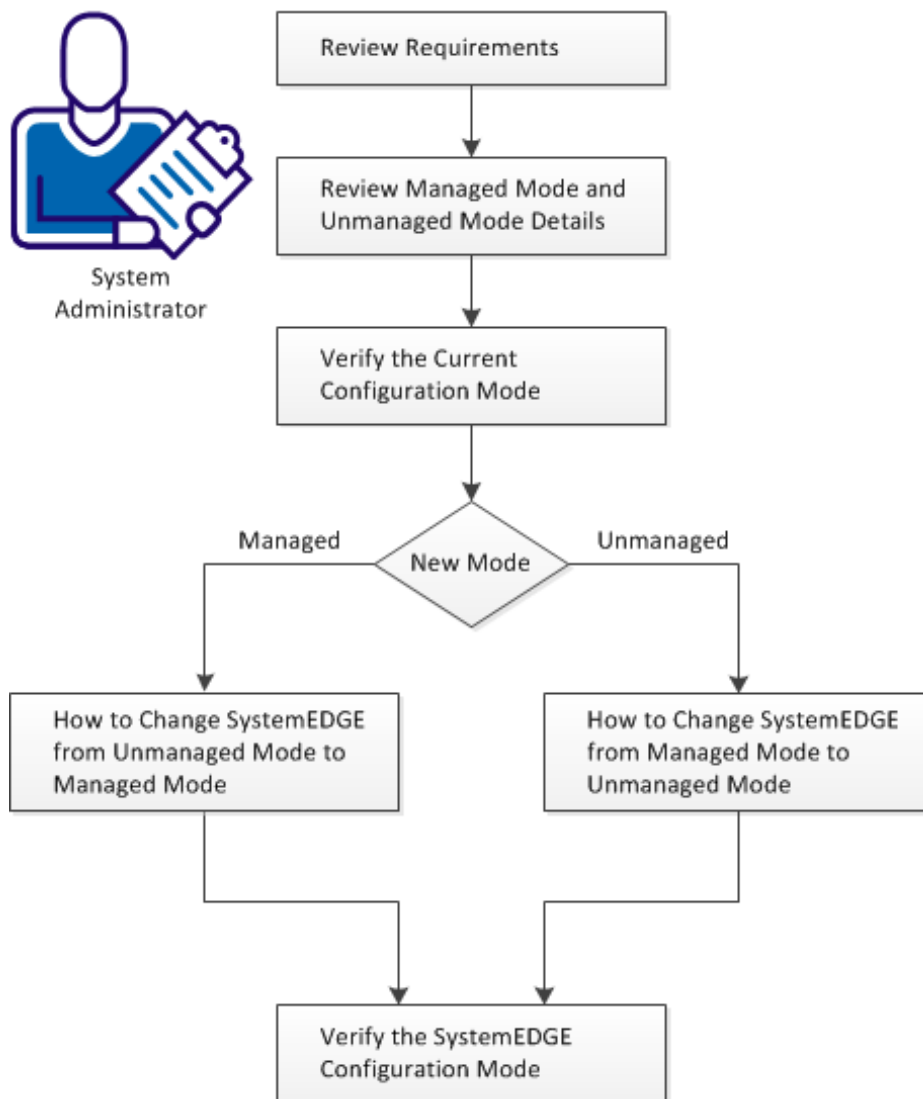 Review Requirements
System
Administrator
Review Managed Mode and
Unmanaged Mode Details
Verify the Current
Configuration Mode
Managed
New Mode
Unmanaged
How to Change SystemEDGE
from Unmanaged Mode to
Managed Mode
How to Change SystemEDGE
from Managed Mode to
Unmanaged Mode
Verify the SystemEDGE
Configuration Mode